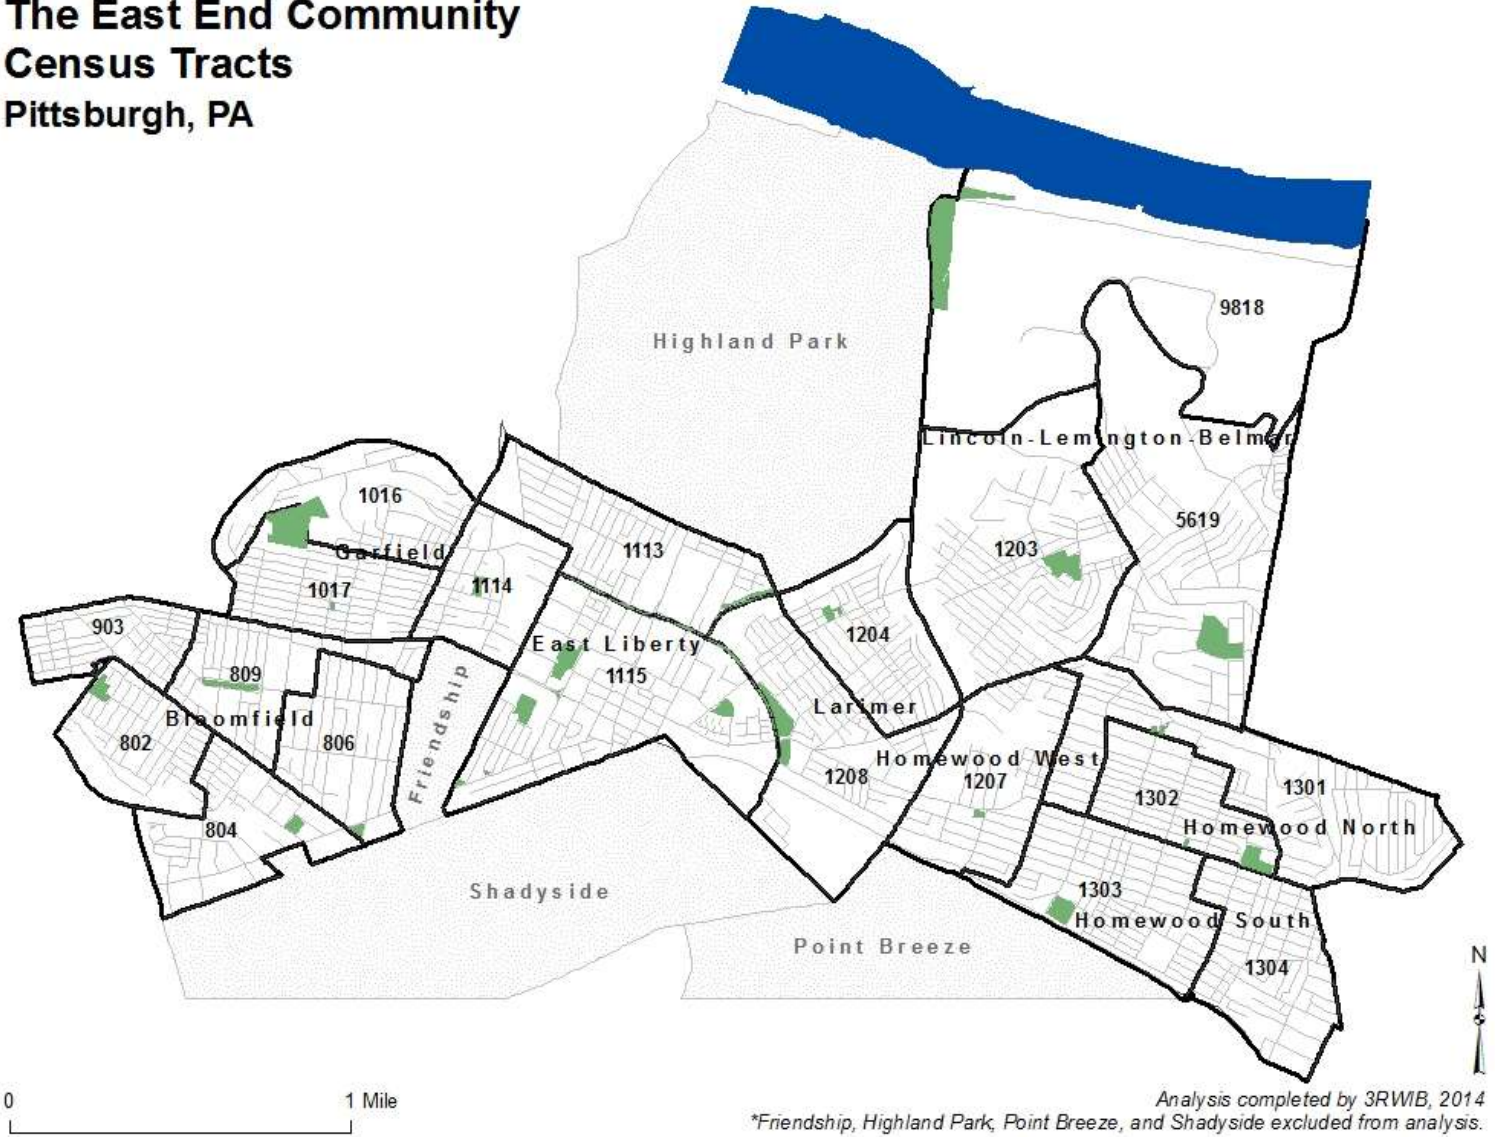 The East End Community
Census Tracts
Pittsburgh, PA
Highland Park
9818
Lincoln-Lemington-Belmar
1016
5619
1203
1113
Garfield
1017
1114
903
1204
East Liberty
809
1115
Friendship
Larimer
Bloomfield
802
806
Homewood West
1208
1207
1301
1302
804
Homewood North
1303
Shadyside
Homewood South
Point Breeze
1304
N
0 1 Mile
Analysis completed by 3RWIB, 2014
*Friendship, Highland Park, Point Breeze, and Shadyside excluded from analysis.